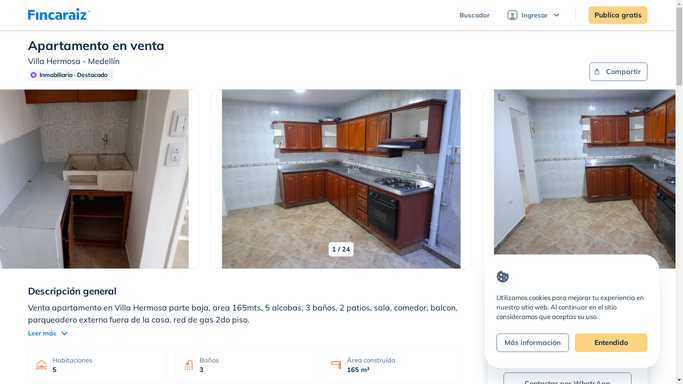 Fincaraiz
Buscador
Ingresar
Publica gratis
Apartamento en venta
Villa Hermosa - Medellín
Inmobiliaria · Destacado
Compartir
1 / 24
Descripción general
Venta apartamento en Villa Hermosa parte baja, area 165mts, 5 alcobas, 3 baños, 2 patios, sala, comedor, balcon,
parqueadero externo fuera de la casa, red de gas 2do piso.
Leer más
Habitaciones
5
Baños
3
Área construida
165 m²
Utilizamos cookies para mejorar tu experiencia en
nuestro sitio web. Al continuar en el sitio
consideramos que aceptas su uso.
Más información
Entendido
Contactar por WhatsApp